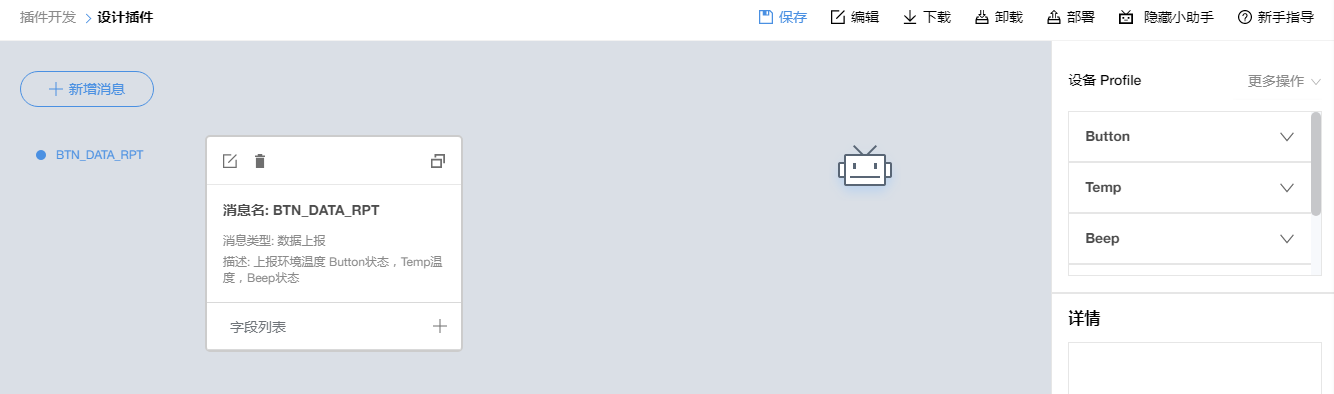 插件开发 设计插件
保存 编辑 下载 卸载 部署 隐藏小助手 新手指导
新增消息
BTN_DATA_RPT
消息名: BTN_DATA_RPT
消息类型: 数据上报
描述: 上报环境温度 Button状态，Temp温
度，Beep状态
字段列表
设备 Profile 更多操作
Button
Temp
Beep
详情